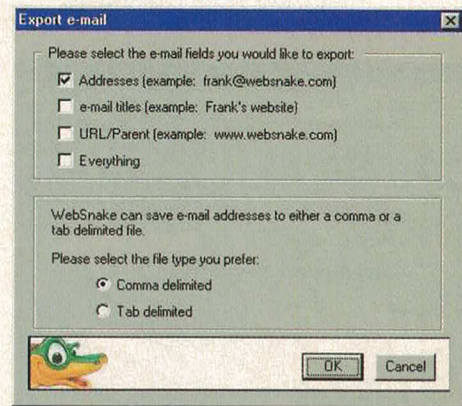 Export e-mail
Please select the e-mail fields you would like to export:
Addresses (example: frank@websnake.com)
e-mail titles (example: Frank's website)
URL/Parent (example: www.websnake.com)
Everything
WebSnake can save e-mail addresses to either a comma or a
tab delimited file.
Please select the file type you prefer:
Comma delimited
Tab delimited
OK
Cancel